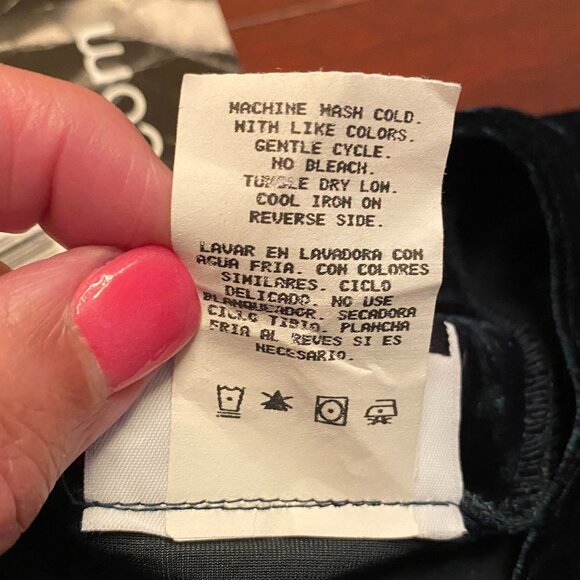 MACHINE WASH COLD.
WITH LIKE COLORS.
GENTLE CYCLE.
NO BLEACH.
TUMBLE DRY LOW.
COOL IRON ON
REVERSE SIDE.
LAVAR EN LAVADORA CON
AGUA FRIA. CON COLORES
SIMILARES. CICLO
DELICADO. NO USE
BLANQUEADOR. SECADORA
CICLO TIBIO. PLANCHA
FRIA AL REVES SI ES
NECESARIO.